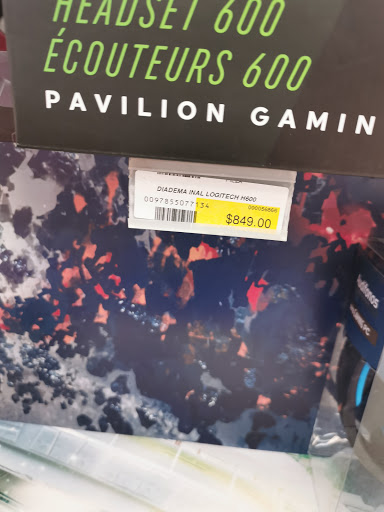 HEADSET 600
ÉCOUTEURS 600
PAVILION GAMIN
DIADEMA INAL LOGITECH H600
0097855077134
$849.00